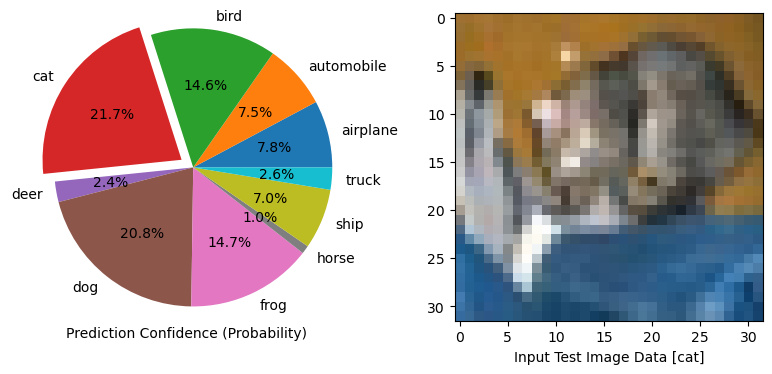 bird
automobile
cat
14.6%
7.5%
21.7%
airplane
7.8%
truck
2.6%
deer
2.4%
7.0%
1.0%
ship
20.8%
14.7%
horse
dog
frog
Prediction Confidence (Probability)
0
5
10
15
20
25
30
0
5
10
15
20
25
30
Input Test Image Data [cat]